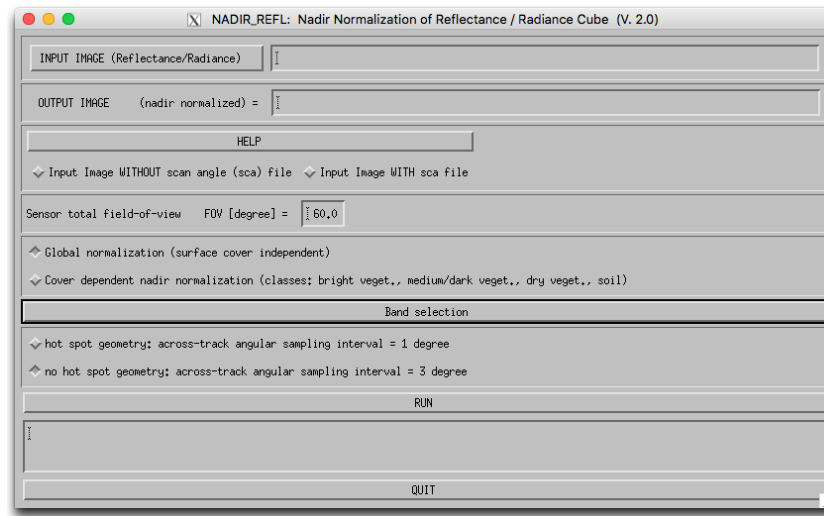 NADIR_REFL: Nadir Normalization of Reflectance / Radiance Cube (V. 2.0)
INPUT IMAGE (Reflectance/Radiance)
OUTPUT IMAGE (nadir normalized) =
HELP
Input Image WITHOUT scan angle (sca) file Input Image WITH sca file
Sensor total field-of-view FOV [degree] = 60.0
Global normalization (surface cover independent)
Cover dependent nadir normalization (classes: bright veget., medium/dark veget., dry veget., soil)
Band selection
hot spot geometry: across-track angular sampling interval = 1 degree
no hot spot geometry: across-track angular sampling interval = 3 degree
RUN
QUIT